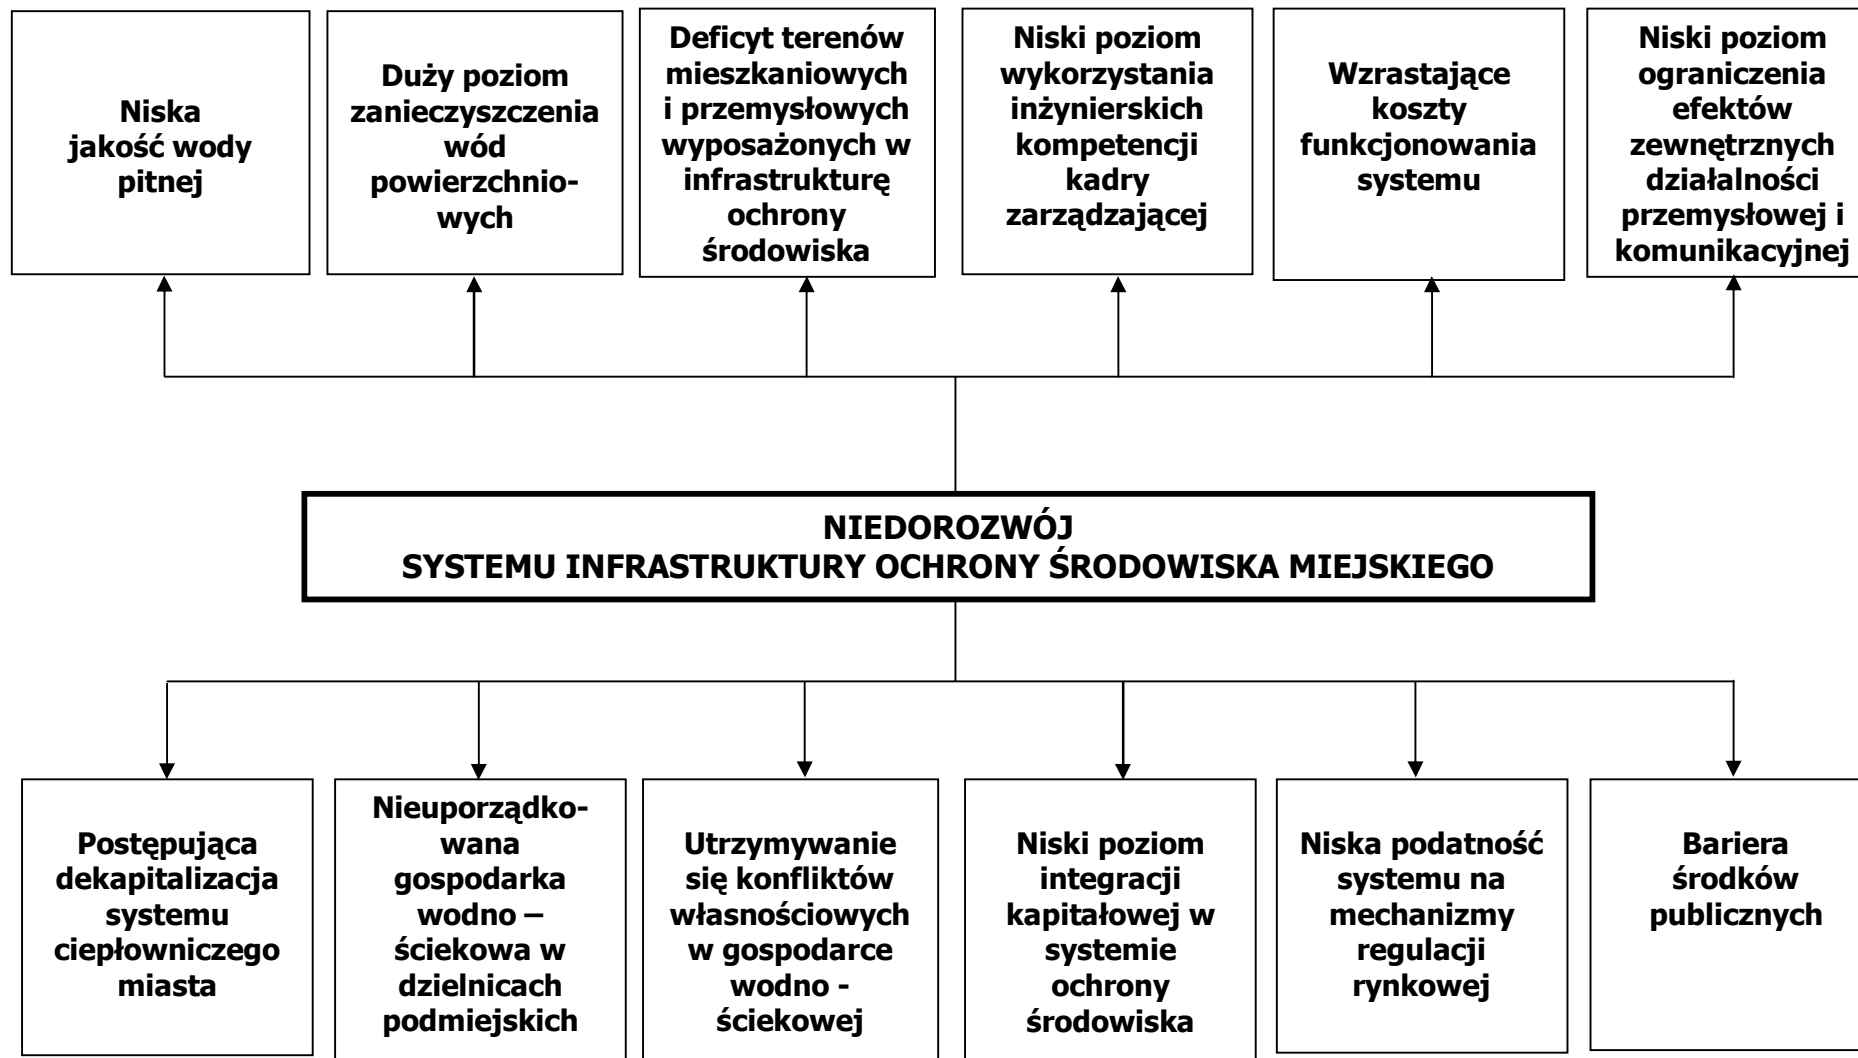 Niska
jakość wody
pitnej
Duży poziom
zanieczyszczenia
wód
powierzchnio-
wych
Deficyt terenów
mieszkaniowych
i przemysłowych
wyposażonych w
infrastrukturę
ochrony
środowiska
Niski poziom
wykorzystania
inżynierskich
kompetencji
kadry
zarządzającej
Wzrastające
koszty
funkcjonowania
systemu
Niski poziom
ograniczenia
efektów
zewnętrznych
działalności
przemysłowej i
komunikacyjnej
NIEDOROZWÓJ
SYSTEMU INFRASTRUKTURY OCHRONY ŚRODOWISKA MIEJSKIEGO
Postępująca
dekapitalizacja
systemu
ciepłowniczego
miasta
Nieuporządko-
wana
gospodarka
wodno –
ściekowa w
dzielnicach
podmiejskich
Utrzymywanie
się konfliktów
własnościowych
w gospodarce
wodno -
ściekowej
Niski poziom
integracji
kapitałowej w
systemie
ochrony
środowiska
Niska podatność
systemu na
mechanizmy
regulacji
rynkowej
Bariera
środków
publicznych